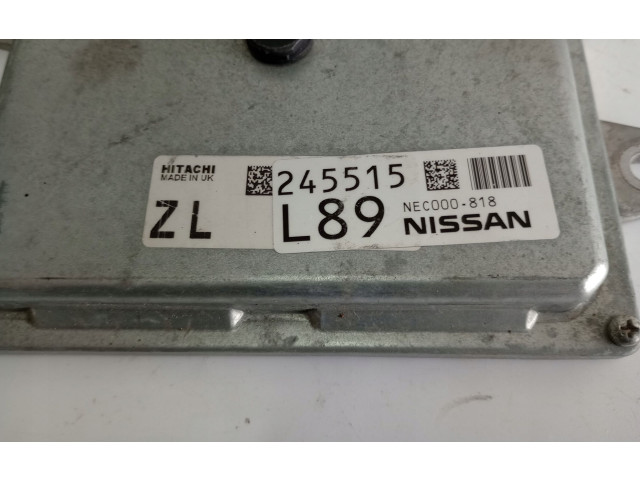 HITACHI
MADE IN UK
ZL
245515
L89
NEC000-818
NISSAN